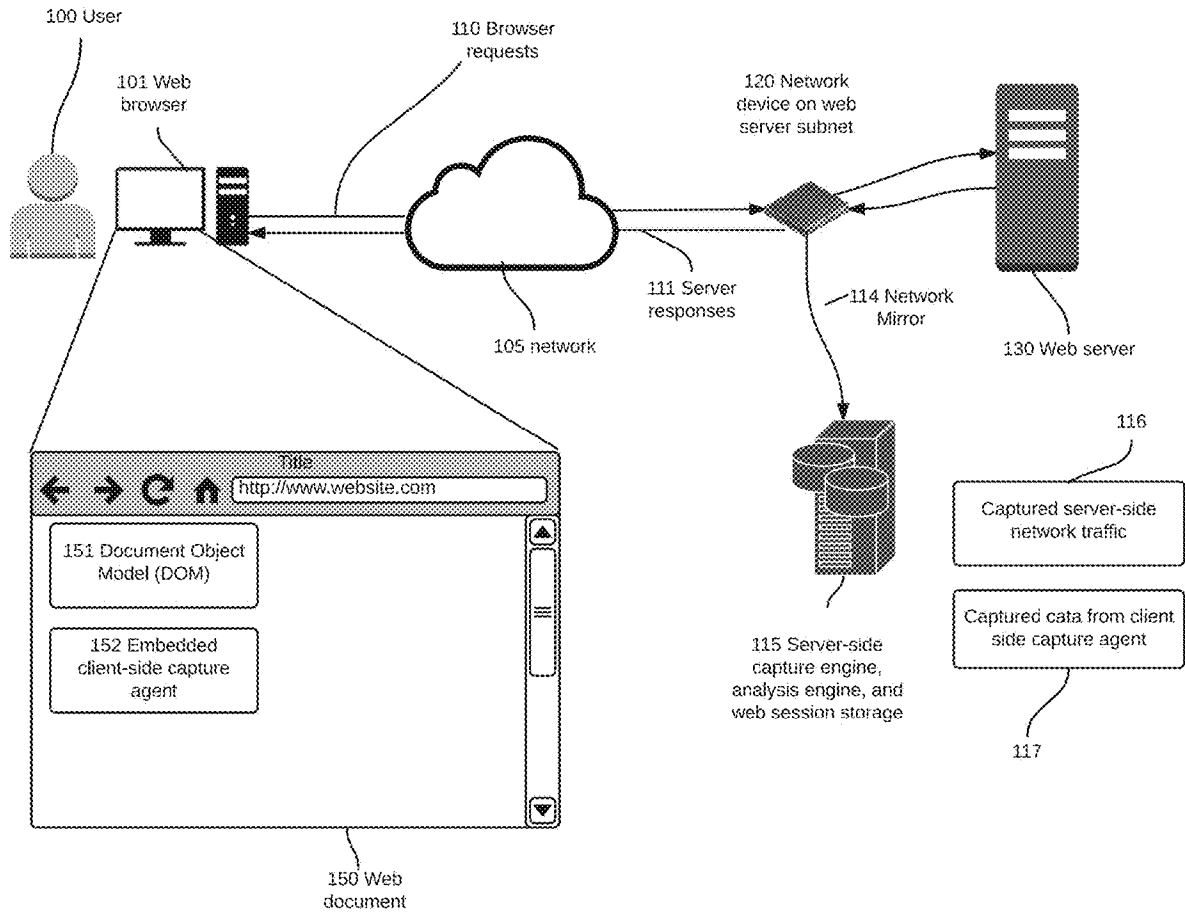 100 User
101 Web
browser
110 Browser
requests
120 Network
device on web
server subnet
111 Server
responses
114 Network
Mirror
105 network
130 Web server
116
Title
http://www.website.com
Captured server-side
network traffic
151 Document Object
Model (DOM)
Captured cata from client
side capture agent
152 Embedded
client-side capture
agent
115 Server-side
capture engine,
analysis engine, and
web session storage
117
150 Web
document